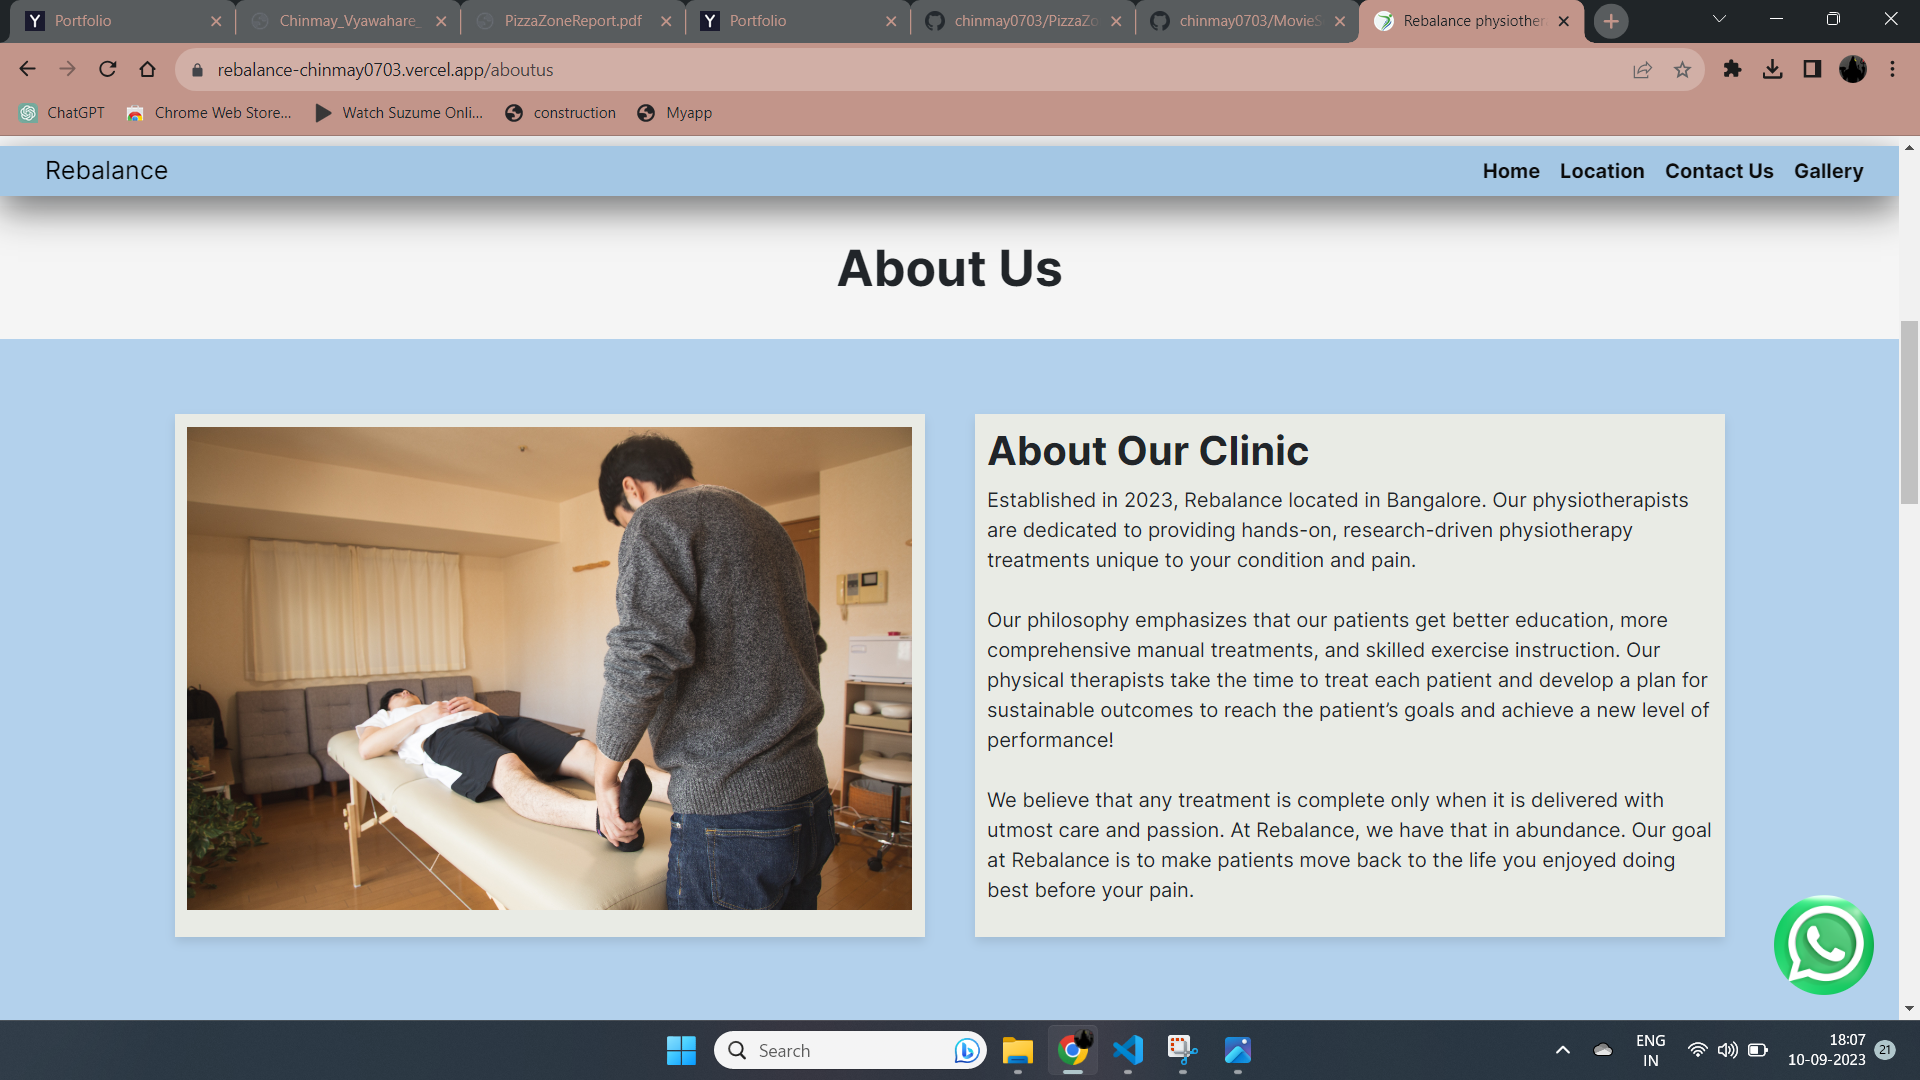 Portfolio
Chinmay_Vyawahare_
PizzaZoneReport.pdf
Portfolio
chinmay0703/PizzaZo
chinmay0703/MovieS
Rebalance physiother
rebalance-chinmay0703.vercel.app/aboutus
ChatGPT
Chrome Web Store...
Watch Suzume Onli...
construction
Myapp
Rebalance
Home
Location
Contact Us
Gallery
About Us
About Our Clinic
Established in 2023, Rebalance located in Bangalore. Our physiotherapists
are dedicated to providing hands-on, research-driven physiotherapy
treatments unique to your condition and pain.
Our philosophy emphasizes that our patients get better education, more
comprehensive manual treatments, and skilled exercise instruction. Our
physical therapists take the time to treat each patient and develop a plan for
sustainable outcomes to reach the patient’s goals and achieve a new level of
performance!
We believe that any treatment is complete only when it is delivered with
utmost care and passion. At Rebalance, we have that in abundance. Our goal
at Rebalance is to make patients move back to the life you enjoyed doing
best before your pain.
Search
ENG
IN
18:07
10-09-2023
21